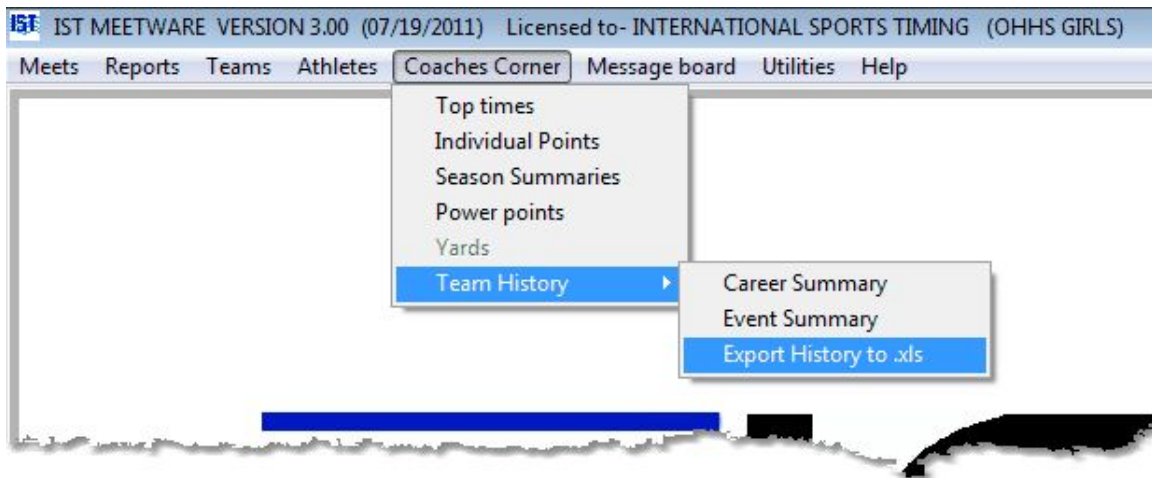 IST IST MEETWARE VERSION 3.00 (07/19/2011) Licensed to- INTERNATIONAL SPORTS TIMING (OHHS GIRLS)
Meets Reports Teams Athletes Coaches Corner Message board Utilities Help
Top times
Individual Points
Season Summaries
Power points
Yards
Team History
Career Summary
Event Summary
Export History to .xls